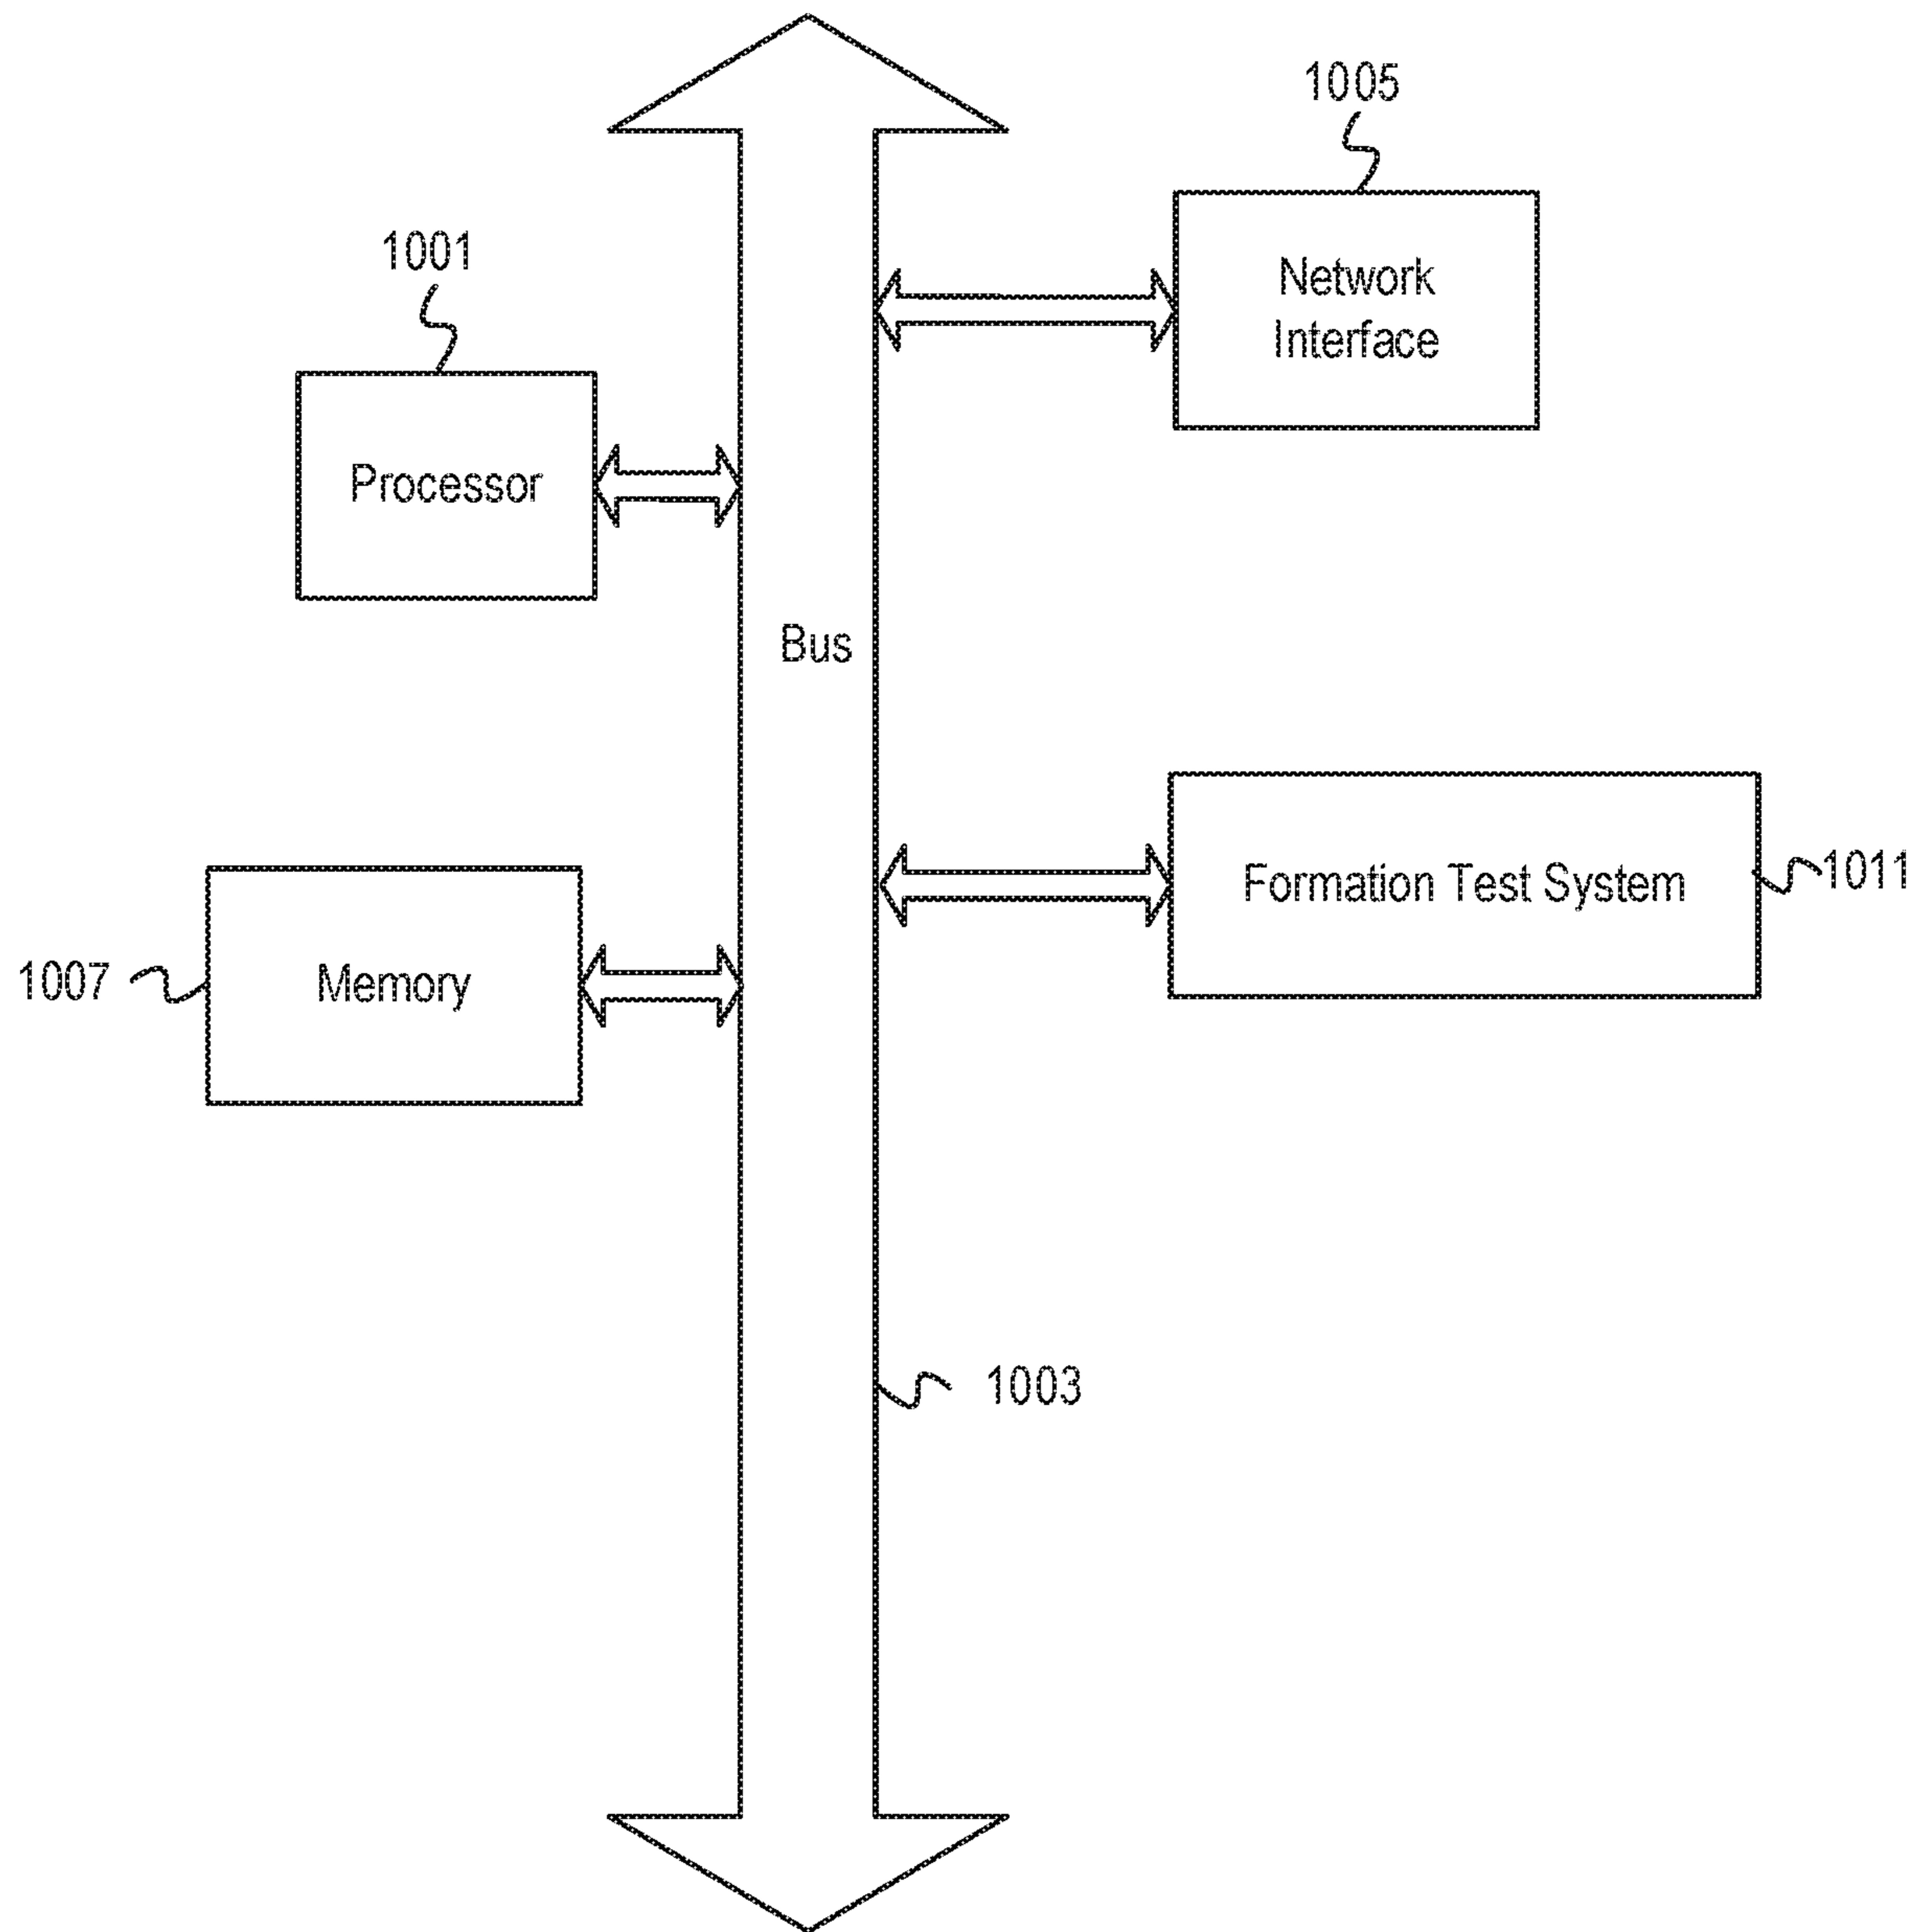 1005
Network
Interface
1001
Processor
Bus
Formation Test System
1011
1007
Memory
1003